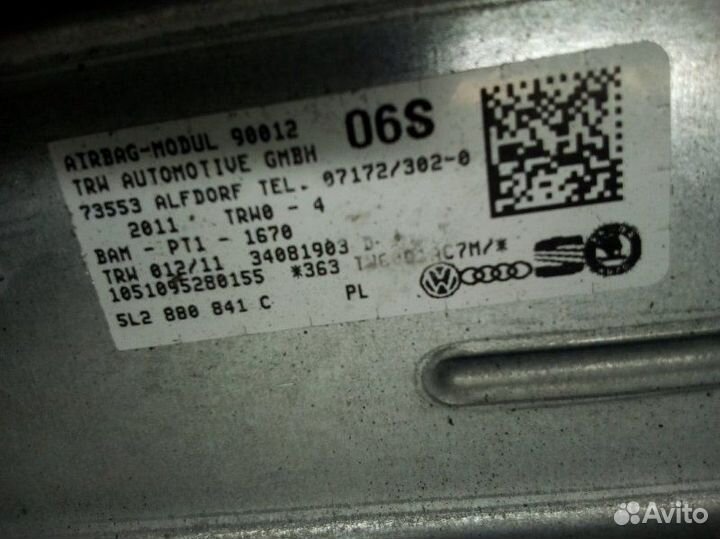 AIRBAG-MODUL 90012 06S
TRW AUTOMOTIVE GMBH
73553 ALFDORF TEL. 07172/302-0
2011 TRW0 - 4
BAM - PT1 - 1670
TRW 012/11 34081903 D-
1051095280155 *363
5L2 880 841 C PL
Avito